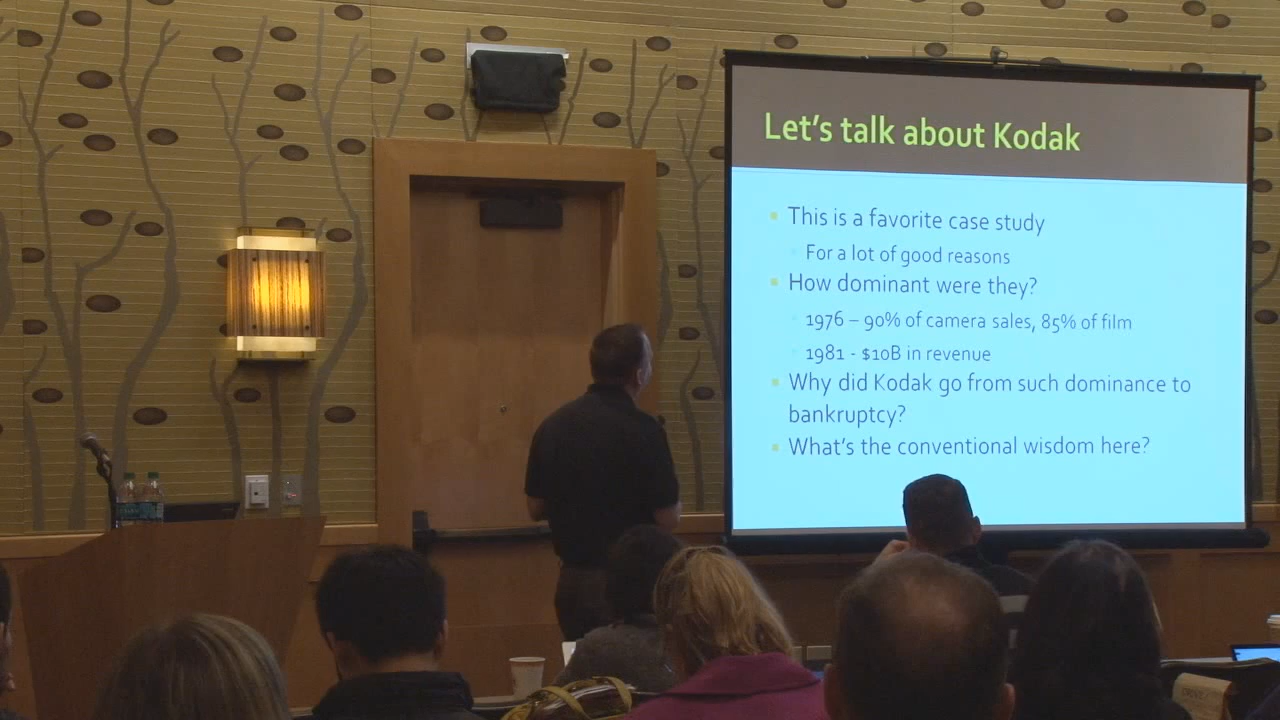 Let's talk about Kodak
This is a favorite case study
For a lot of good reasons
How dominant were they?
1976 – 90% of camera sales, 85% of film
1981 - $10B in revenue
Why did Kodak go from such dominance to
bankruptcy?
What's the conventional wisdom here?